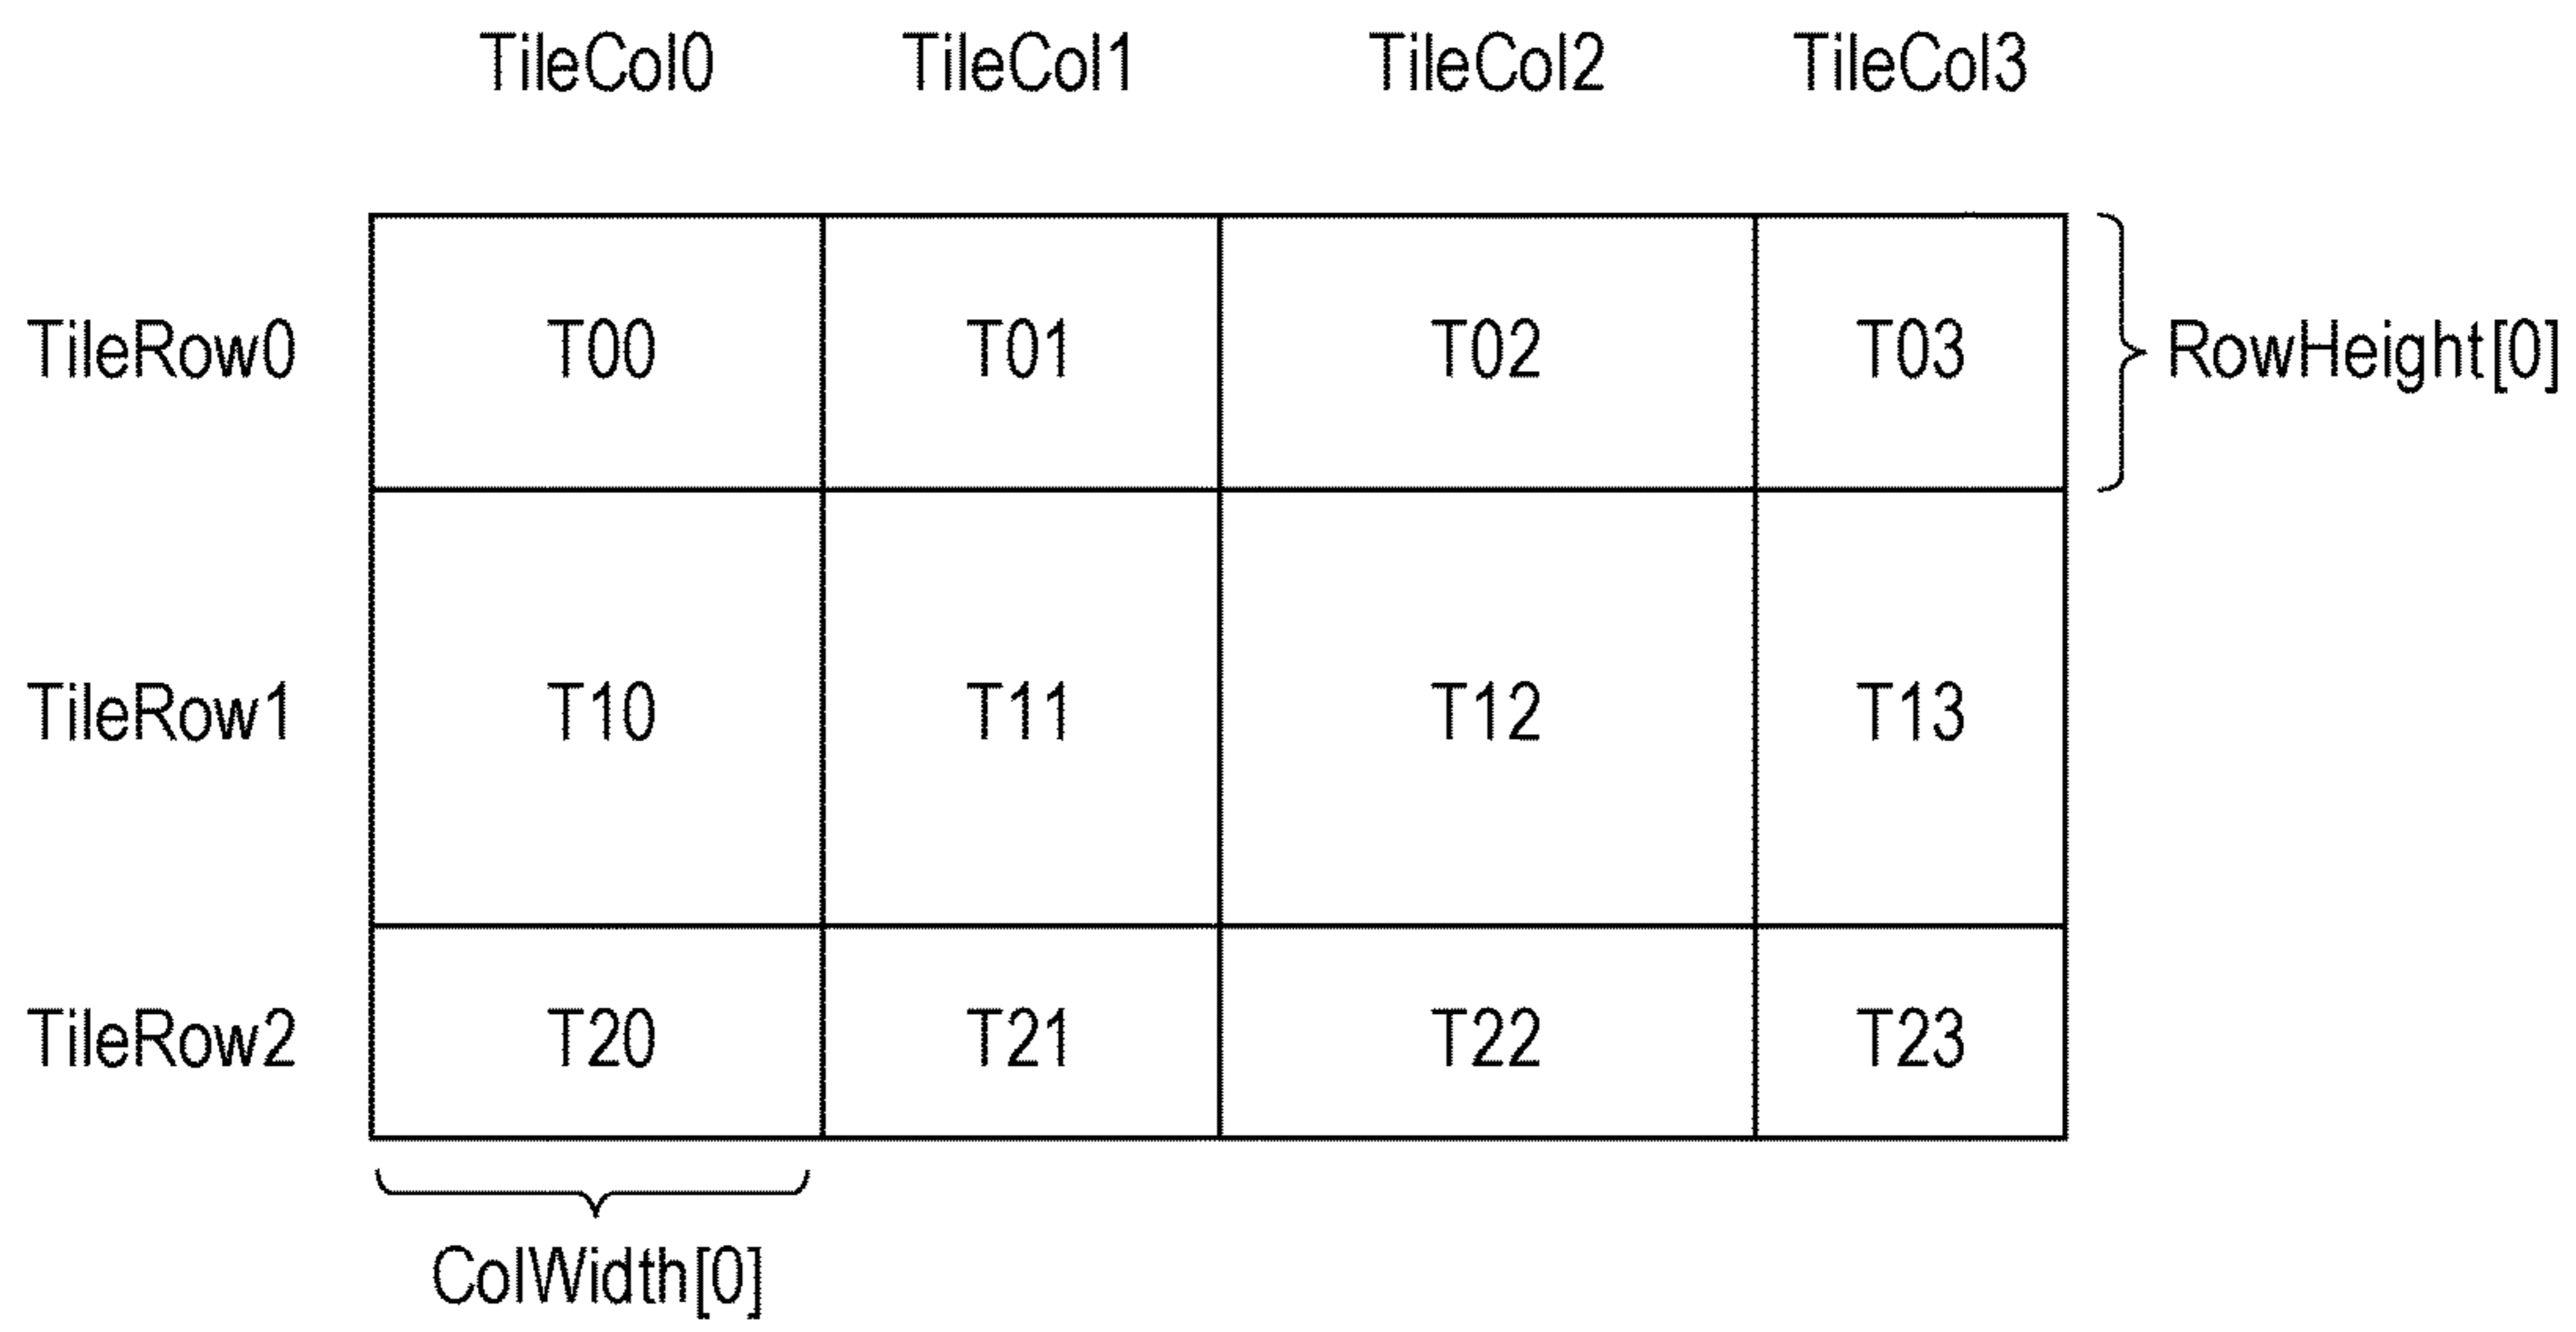 TileCol0 TileCol1 TileCol2 TileCol3
TileRow0 T00 T01 T02 T03 RowHeight[0]
TileRow1 T10 T11 T12 T13
TileRow2 T20 T21 T22 T23
ColWidth[0]